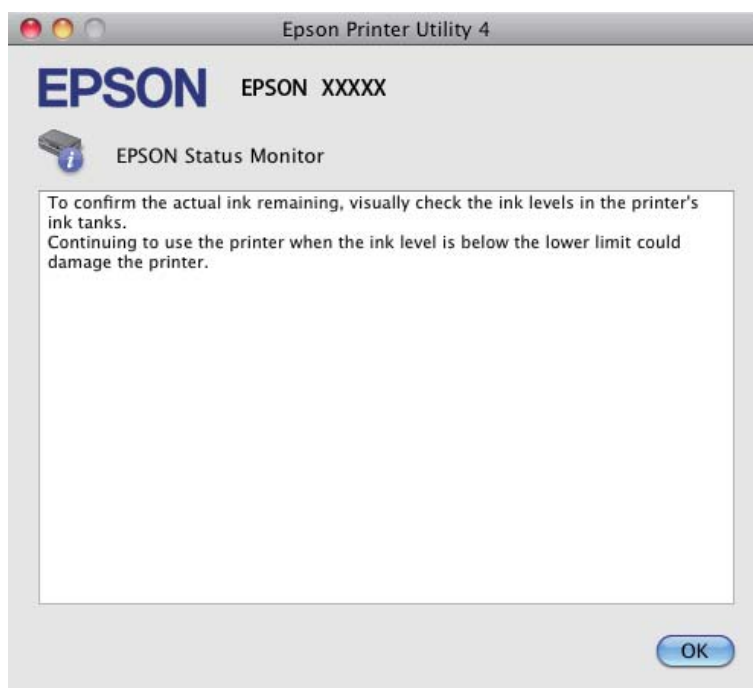 Epson Printer Utility 4
EPSON EPSON XXXXX
i
EPSON Status Monitor
To confirm the actual ink remaining, visually check the ink levels in the printer's
ink tanks.
Continuing to use the printer when the ink level is below the lower limit could
damage the printer.
OK